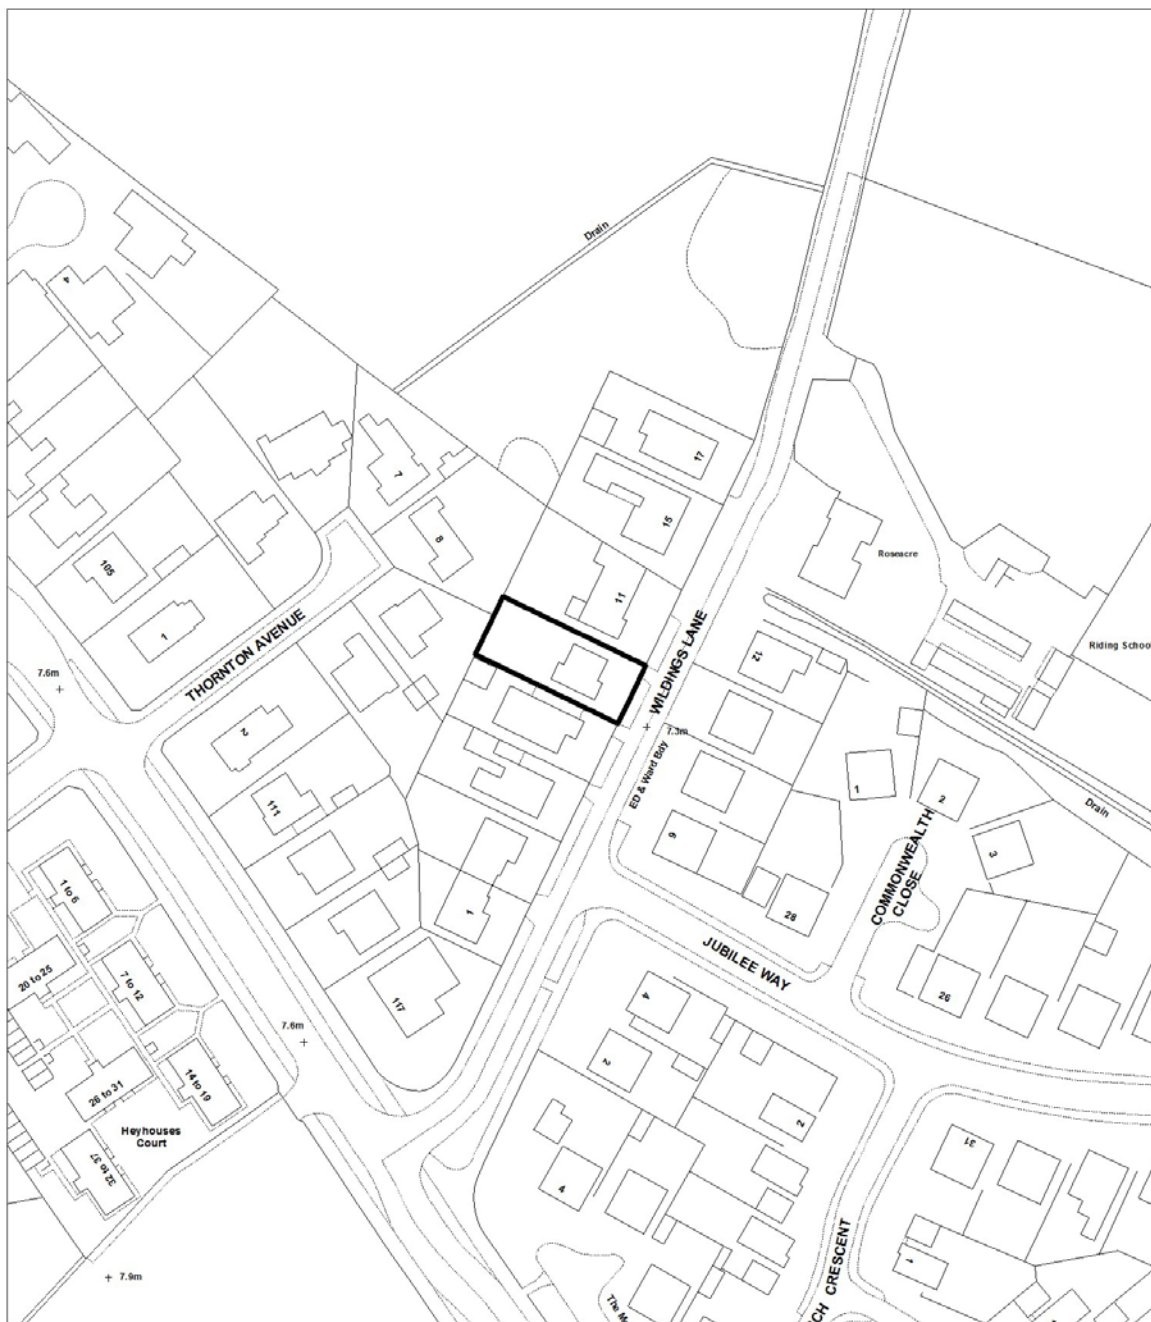 Drain
4
7
8
17
15
11
105
1
THORNTON AVENUE
7.6m
2
111
Roseacre
Riding School
WILDINGS LANE
12
7.3m
ED & Ward Bdy
6
1
2
3
Drain
COMMONWEALTH
CLOSE
28
26
JUBILEE WAY
1
117
7.6m
1 to 6
20 to 25
7 to 12
26 to 31
14 to 19
Heyhouses
Court
32 to 37
7.9m
4
2
2
4
31
1
CRESCENT